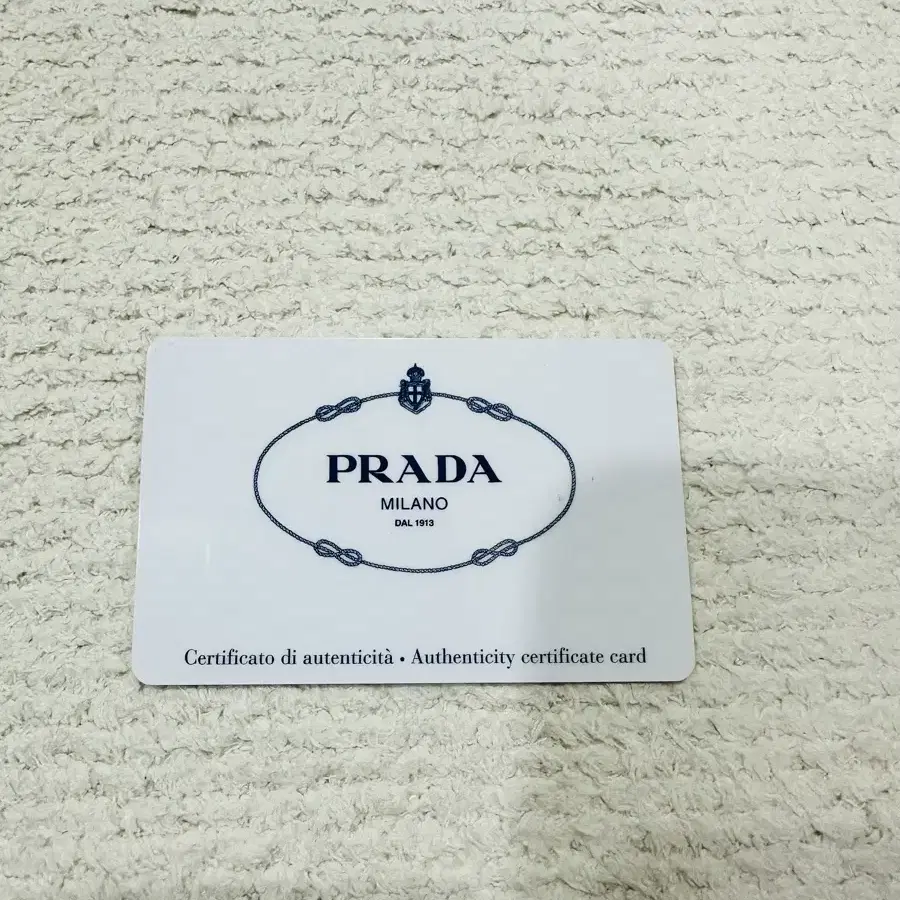 PRADA
MILANO
DAL 1913
Certificato di autenticità • Authenticity certificate card